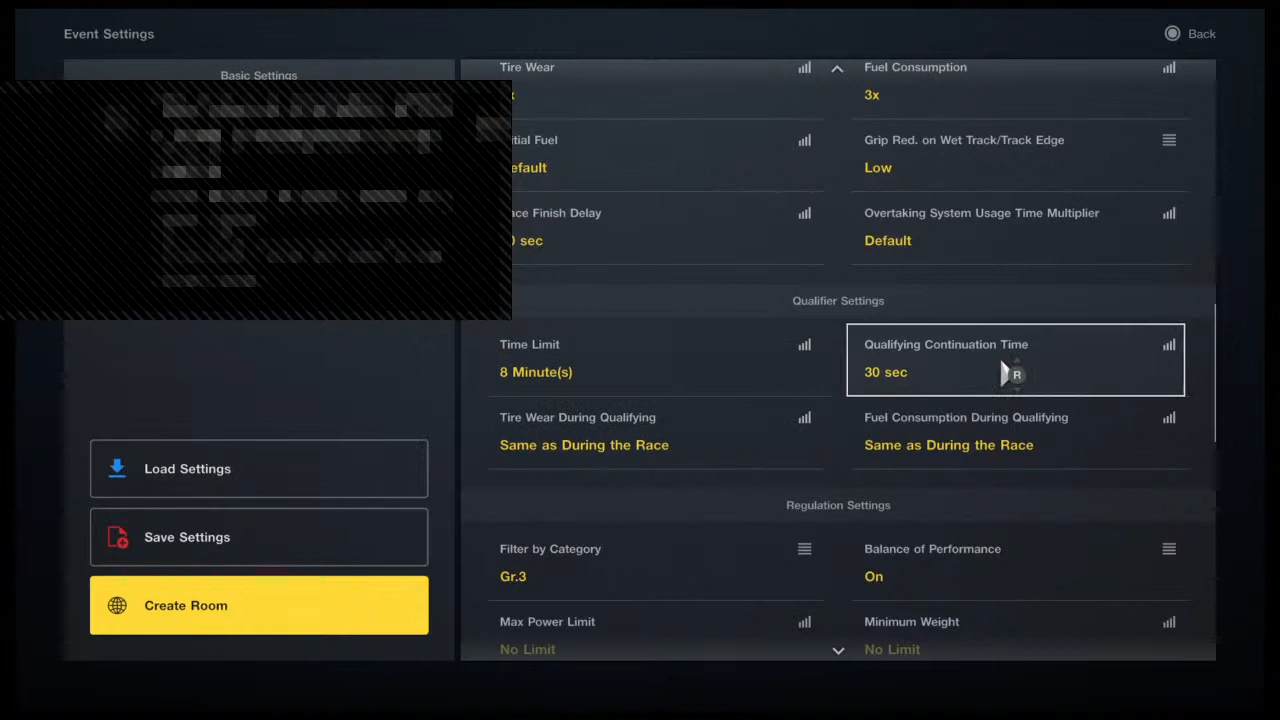 Event Settings
Back
Basic Settings
Tire Wear
Fuel Consumption
3x
Fuel
Grip Red. on Wet Track/Track Edge
Low
Finish Delay
Overtaking System Usage Time Multiplier
sec
Default
Qualifier Settings
Time Limit
8 Minute(s)
Qualifying Continuation Time
30 sec
R
Tire Wear During Qualifying
Same as During the Race
Fuel Consumption During Qualifying
Same as During the Race
Load Settings
Save Settings
Create Room
Regulation Settings
Filter by Category
Gr.3
Balance of Performance
On
Max Power Limit
No Limit
Minimum Weight
No Limit